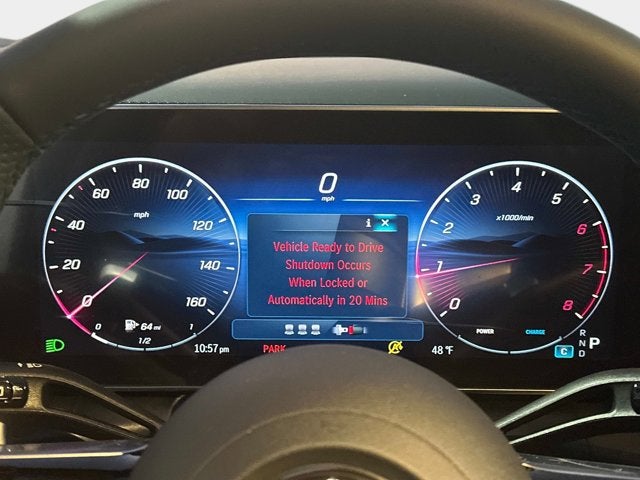 0
mph
0
20
40
60
80
100
120
140
160
mph
64 mi
0
1/2
1
i ×
Vehicle Ready to Drive
Shutdown Occurs
When Locked or
Automatically in 20 Mins
0
1
2
3
4
5
6
7
8
x1000/min
POWER
CHARGE
10:57 pm
PARK
48 °F
C
R
N
D
P